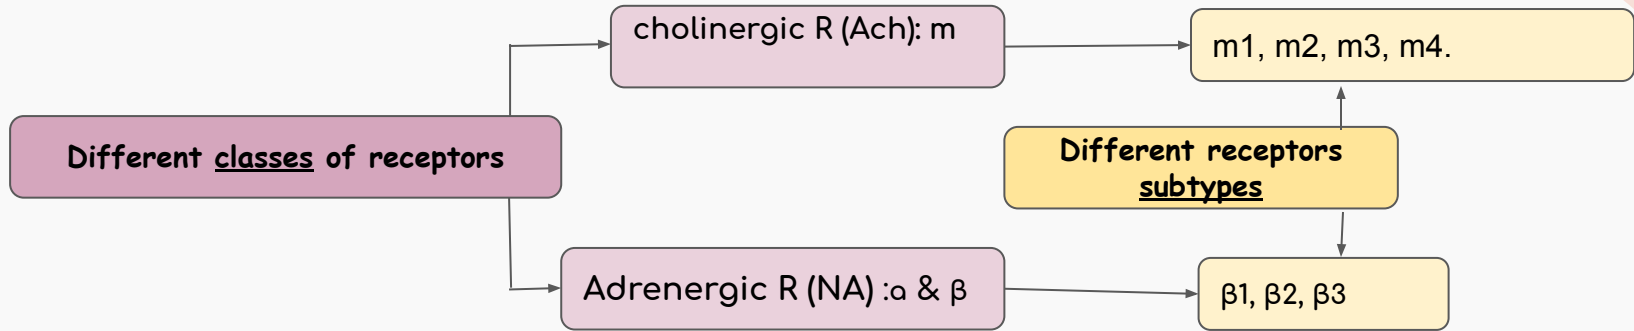 cholinergic R (Ach): m
m1, m2, m3, m4.
Different classes of receptors
Different receptors
subtypes
Adrenergic R (NA) :α & β
β1, β2, β3